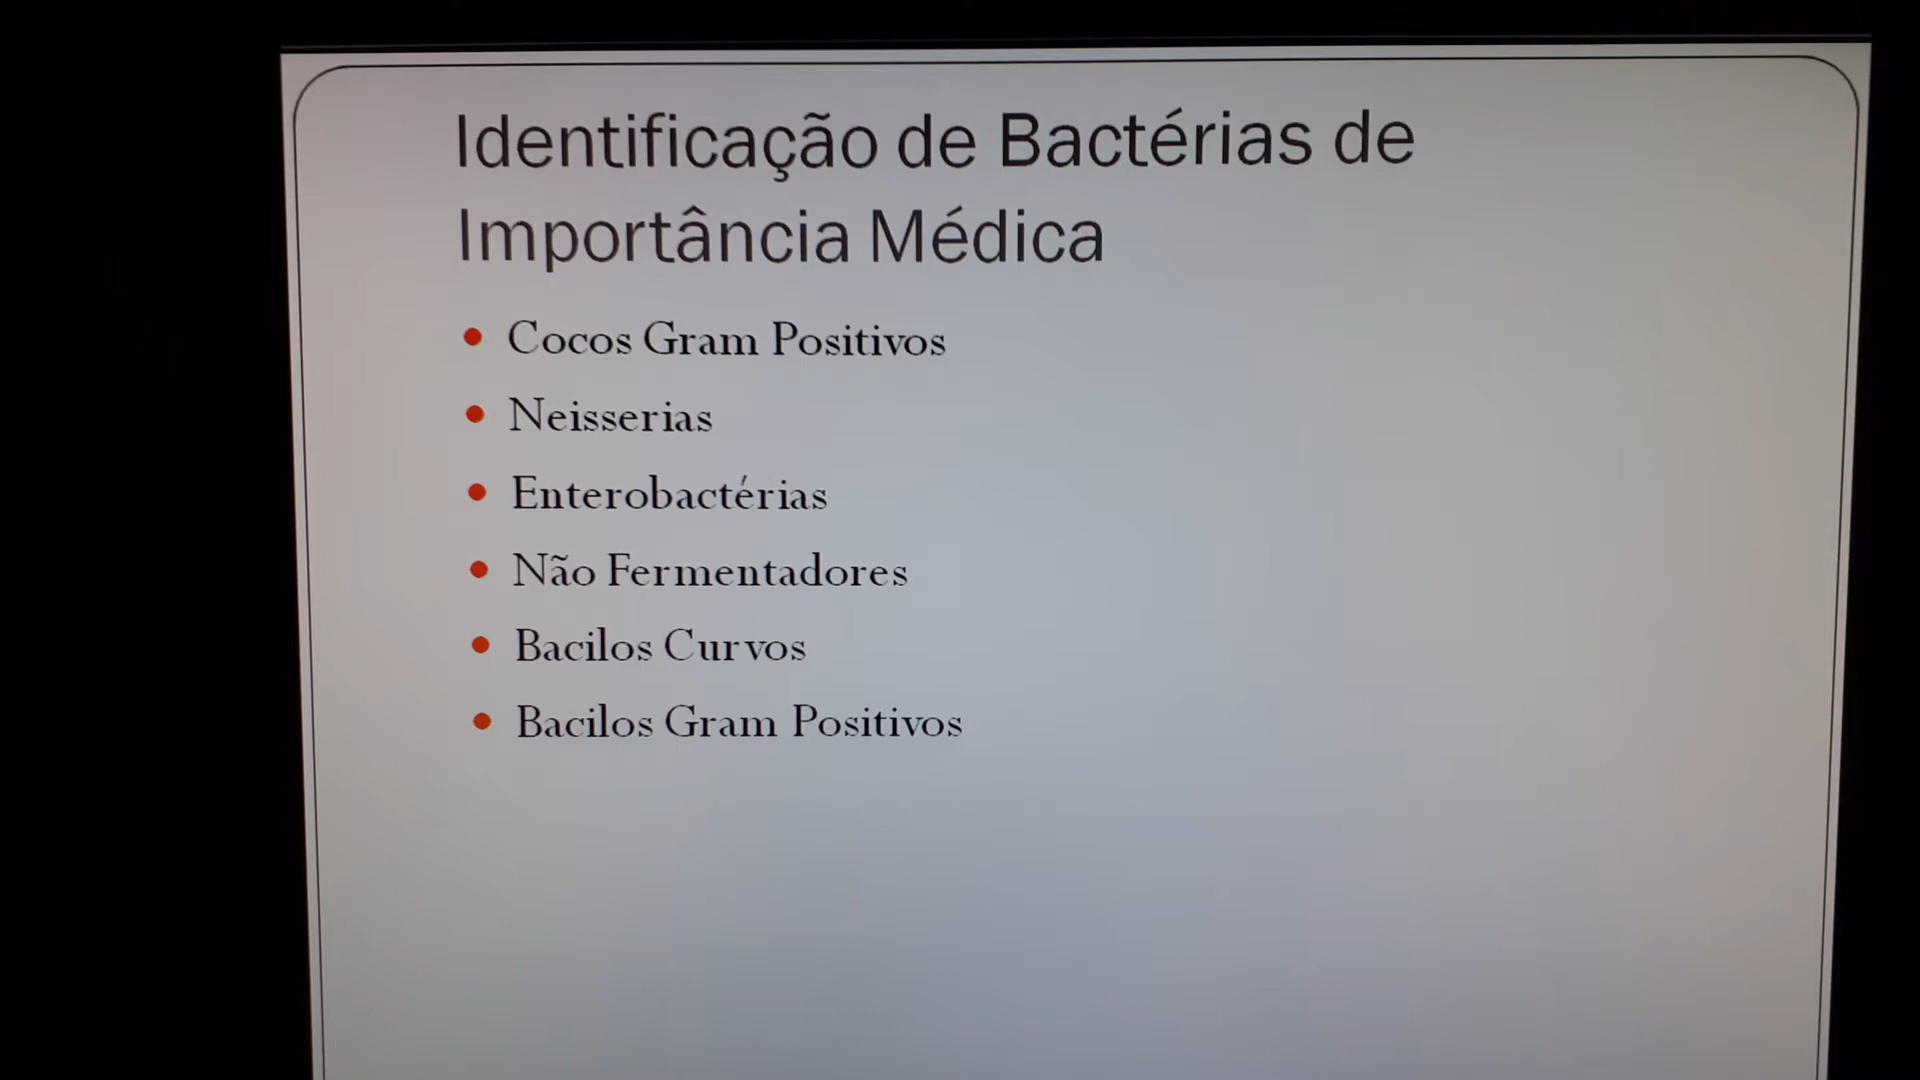 Identificação de Bactérias de
Importância Médica
Cocos Gram Positivos
Neisserias
Enterobactérias
Não Fermentadores
Bacilos Curvos
Bacilos Gram Positivos